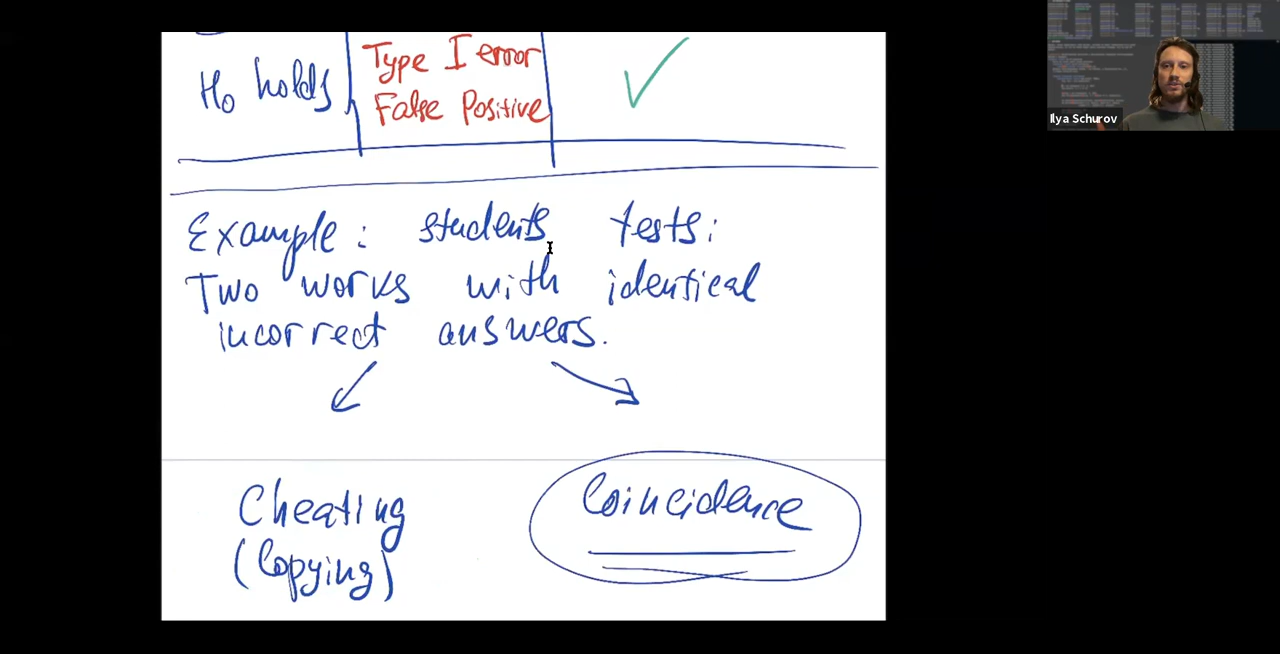 H₀ holds
Type I error
False Positive
Example: students tests:
Two works with identical
incorrect answers.
Cheating
(Copying)
Coincidence
Ilya Schurov